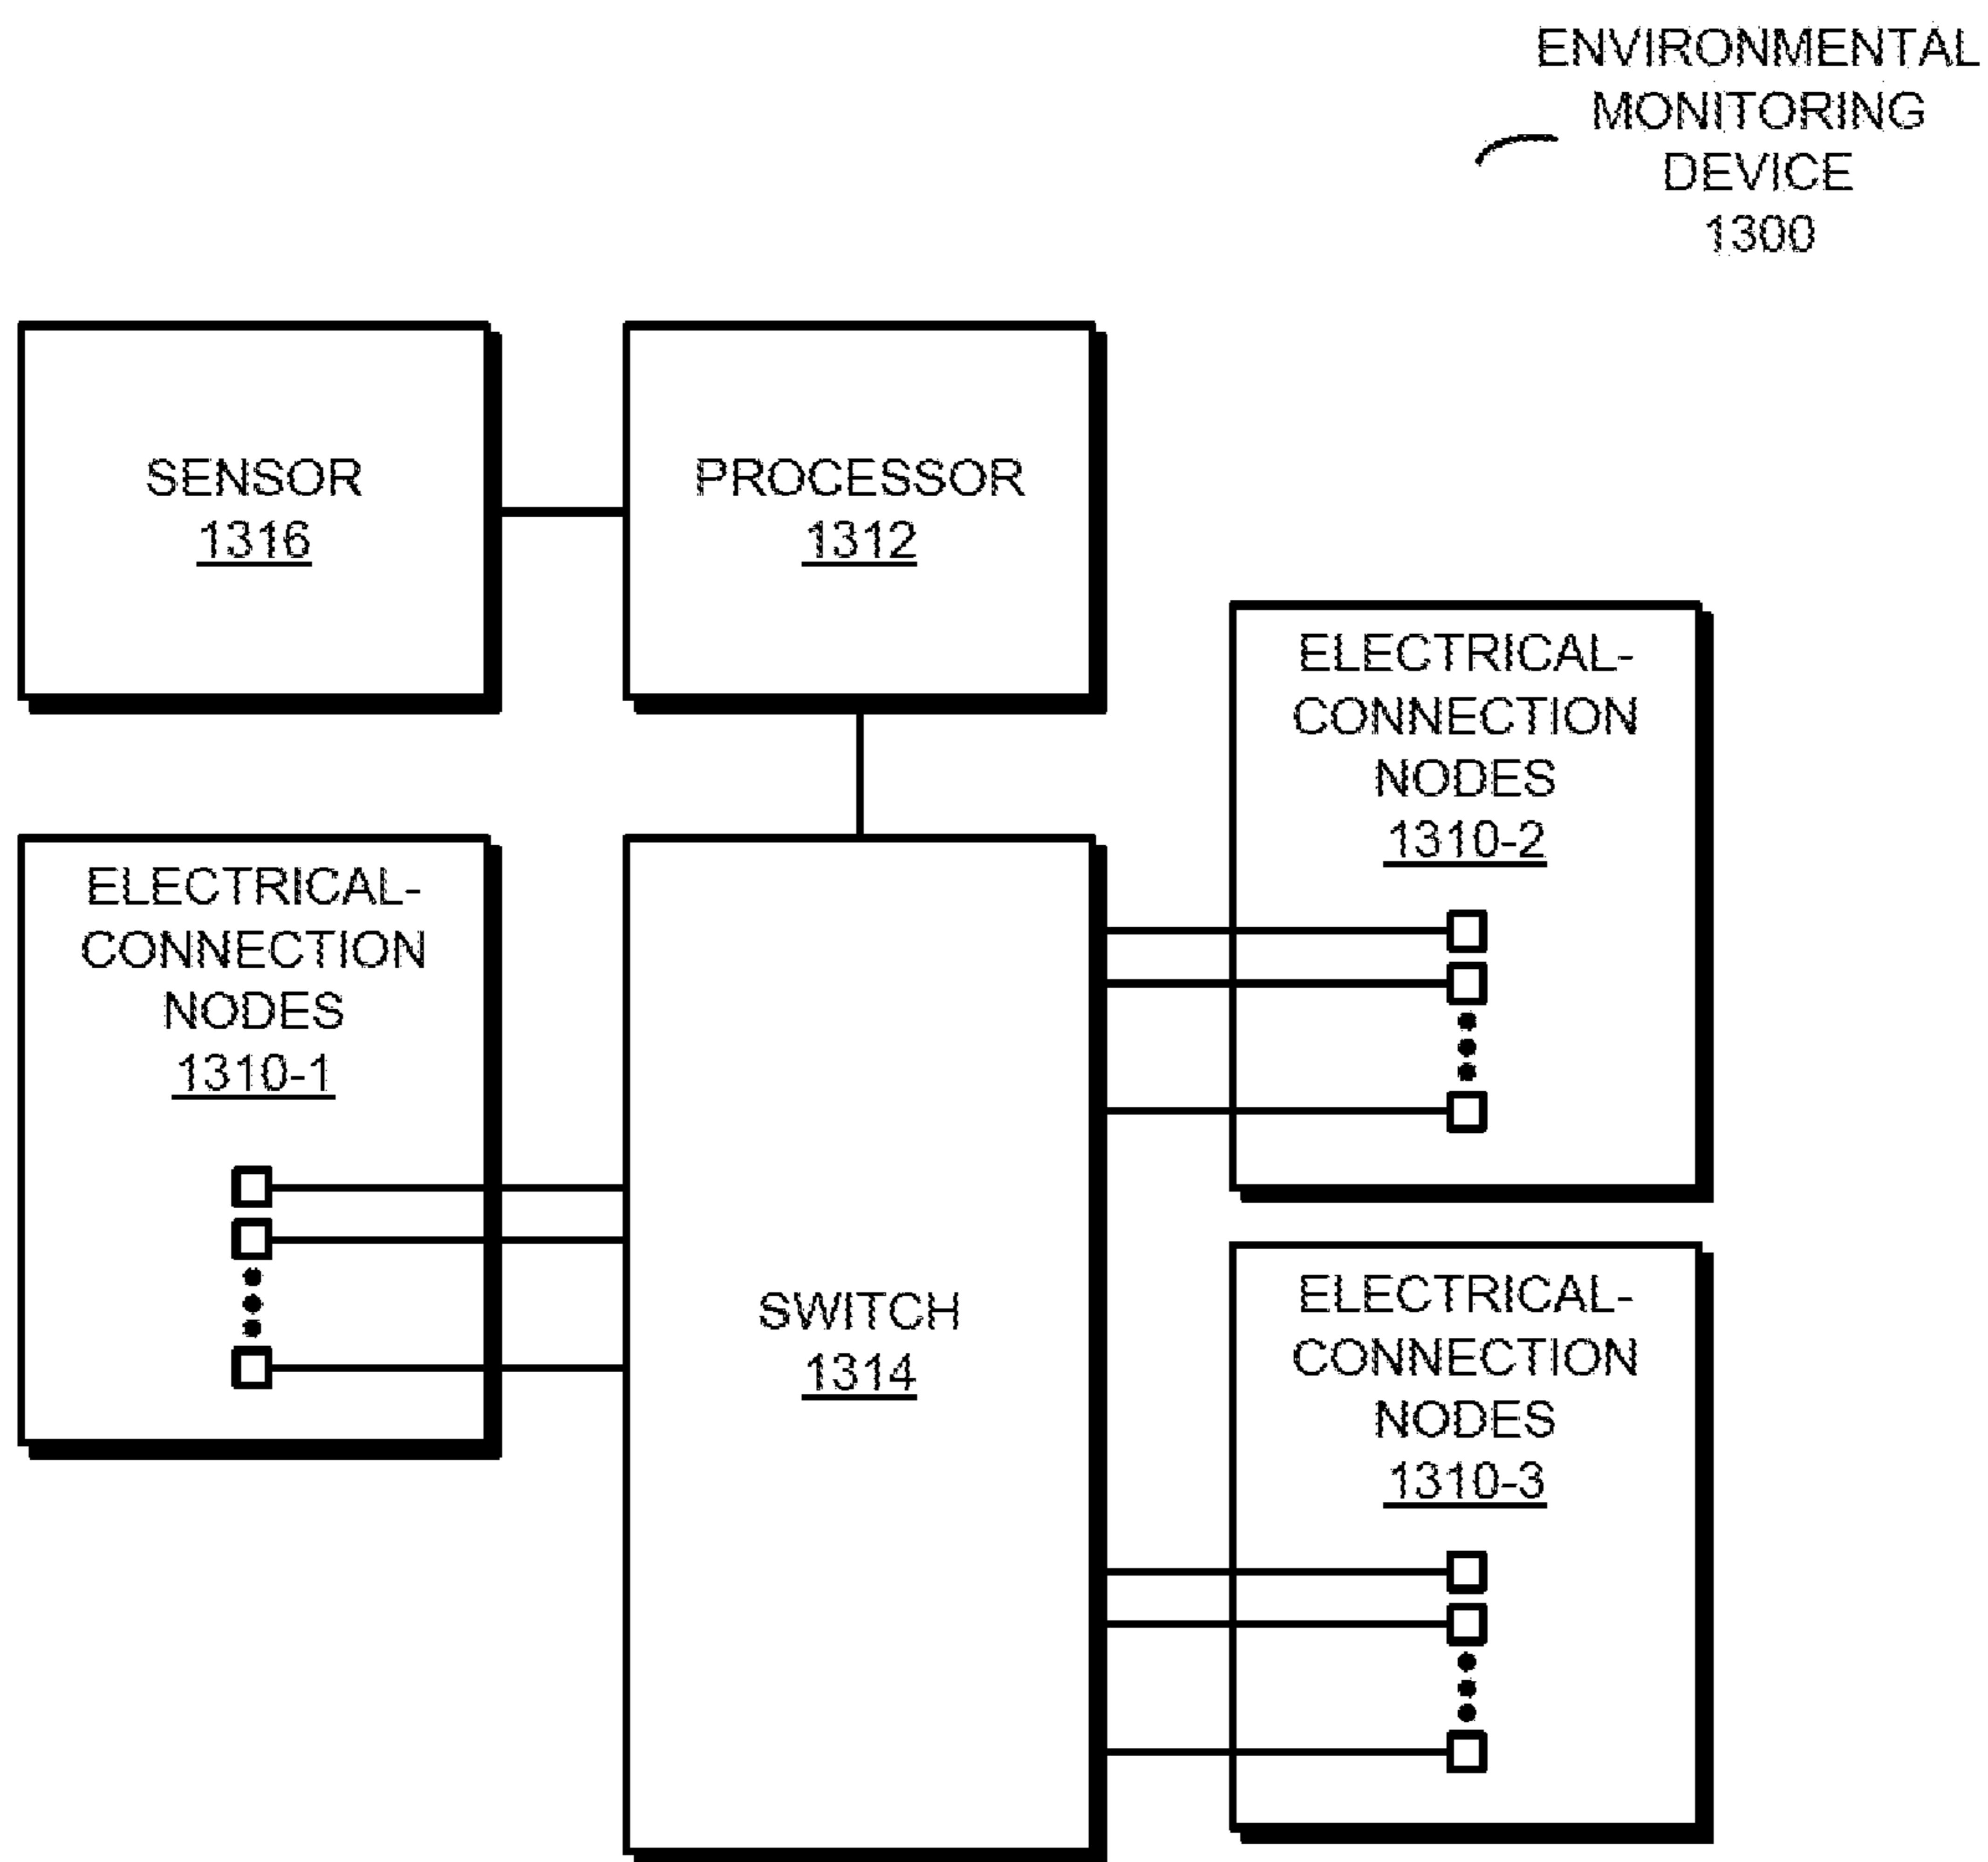 ENVIRONMENTAL
MONITORING
DEVICE
1300
SENSOR
1316
PROCESSOR
1312
ELECTRICAL-
CONNECTION
NODES
1310-2
ELECTRICAL-
CONNECTION
NODES
1310-1
SWITCH
1314
ELECTRICAL-
CONNECTION
NODES
1310-3